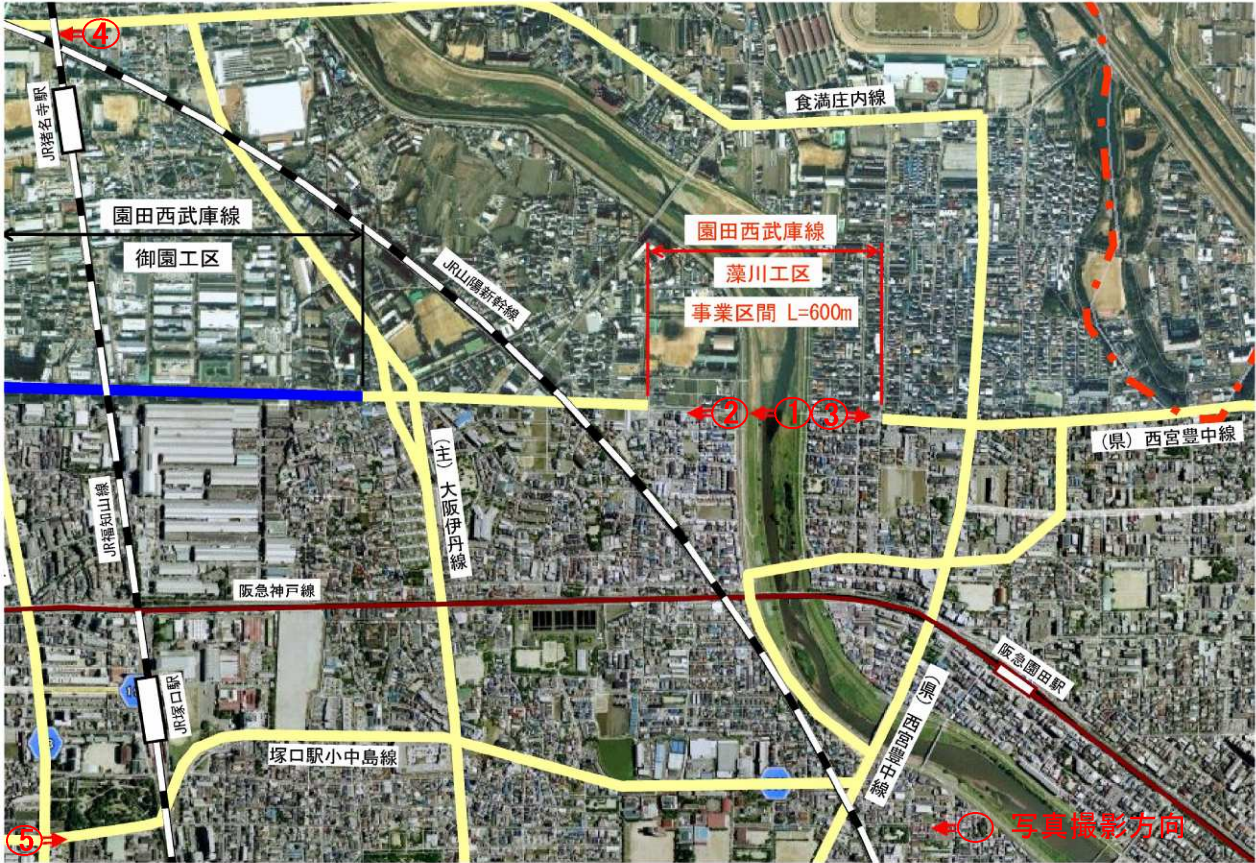 ④
食満庄内線
JR猪名寺駅
園田西武庫線
御園工区
園田西武庫線
藻川工区
事業区間 L=600m
JR山陽新幹線
②
①
③
(県) 西宮豊中線
(主) 大阪伊丹線
JR福知山線
阪急神戸線
阪急園田駅
JR塚口駅
(県) 西宮豊中線
塚口駅小中島線
⑤
写真撮影方向